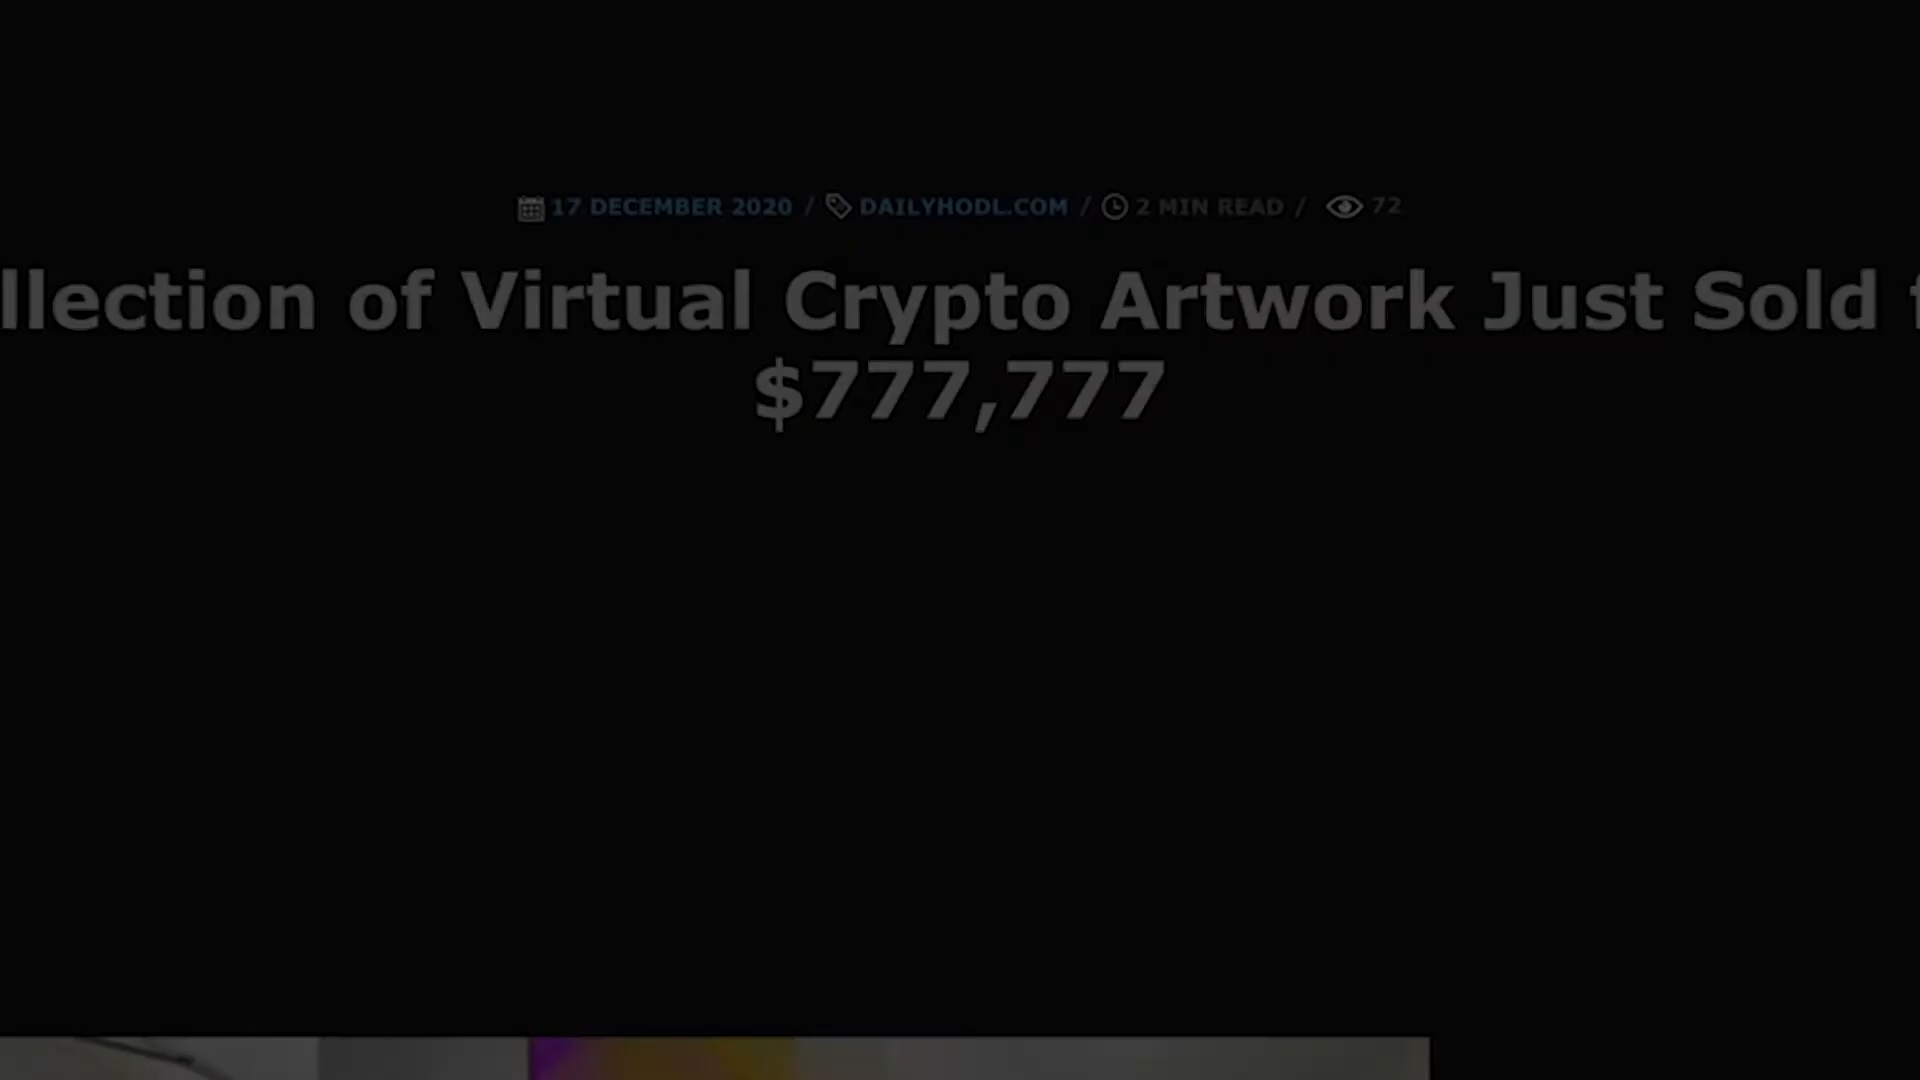 17 DECEMBER 2020 / DAILYHODL.COM / 2 MIN READ / 72
llection of Virtual Crypto Artwork Just Sold
$777,777